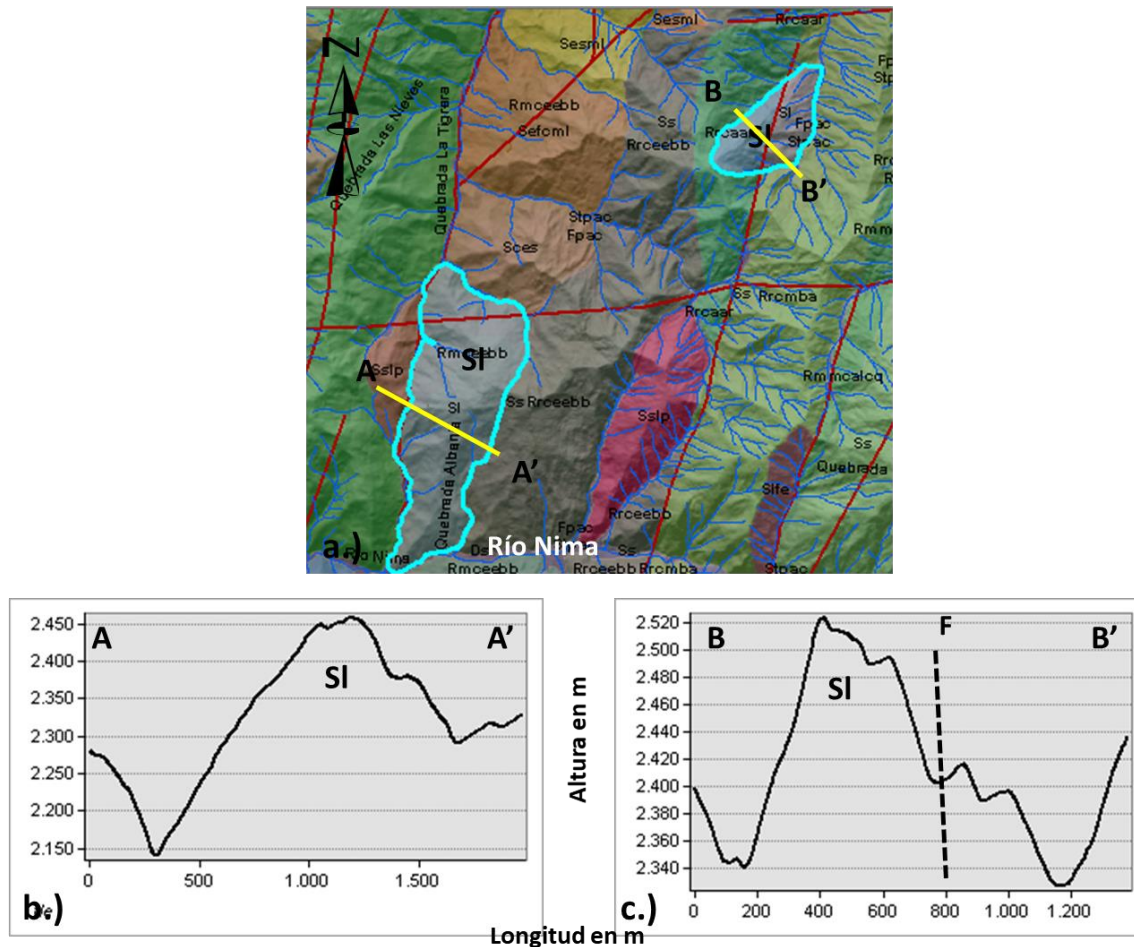 Sesml
Rrcaar
Sesml
Z
Quebrada Las Nieves
Quebrada La Tigrera
Rmceebb
Sefcml
Ss
Rrceebb
B
Rrcaar
Sl
Sl
Fpac
Stpac
B'
Stpac
Fpac
Sces
Ss Rrcmba
Rrcaar
Rmceebb
Sl
Sslp
A
Sl
Ss Rrceebb
Sslp
Rmmcalcq
A'
Quebrada Albania
Ss
Quebrada
Slfe
Rrceebb
Fpac
a.)
Río Nima
Río Nima
Ss
Rmceebb
Rrceebb Rrcmba
Stpac
A
A'
Sl
2.450
2.400
2.350
2.300
2.250
2.200
2.150
0
500
1.000
1.500
b.)
Altura en m
B
F
B'
Sl
2.520
2.500
2.480
2.460
2.440
2.420
2.400
2.380
2.360
2.340
0
200
400
600
800
1.000
1.200
c.)
Longitud en m